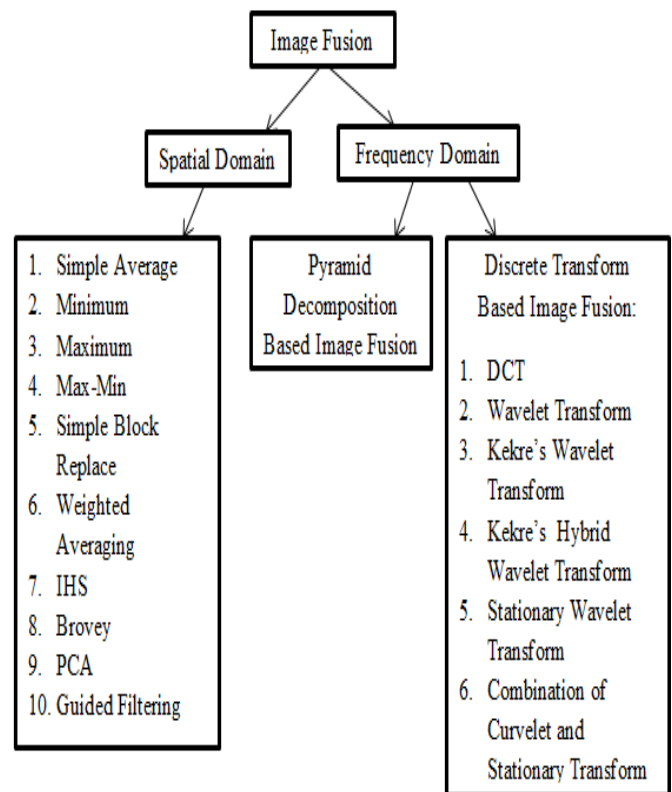 Image Fusion
Spatial Domain
Frequency Domain
1. Simple Average
2. Minimum
3. Maximum
4. Max-Min
5. Simple Block
Replace
6. Weighted
Averaging
7. IHS
8. Brovey
9. PCA
10. Guided Filtering
Pyramid
Decomposition
Based Image Fusion
Discrete Transform
Based Image Fusion:
1. DCT
2. Wavelet Transform
3. Kekre’s Wavelet
Transform
4. Kekre’s Hybrid
Wavelet Transform
5. Stationary Wavelet
Transform
6. Combination of
Curvelet and
Stationary Transform